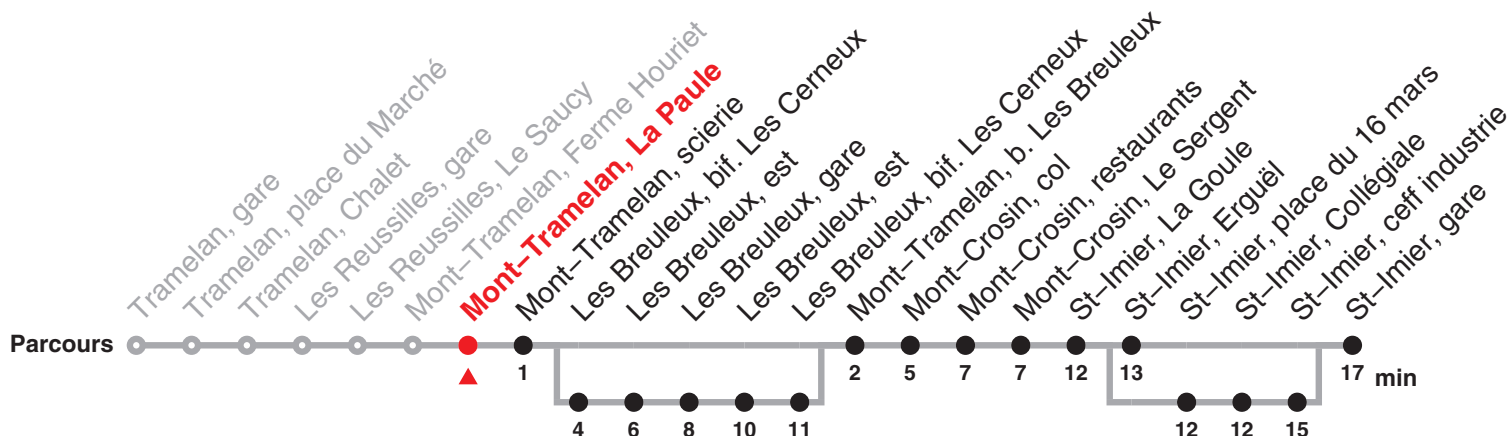 Tramelan, gare
Tramelan, place du Marché
Tramelan, Chalet
Les Reussilles, gare
Les Reussilles, Le Saucy
Mont–Tramelan, Ferme Houriet
Mont–Tramelan, La Paule
Mont–Tramelan, scierie
Les Breuleux, bif. Les Cerneux
Les Breuleux, est
Les Breuleux, gare
Les Breuleux, est
Les Breuleux, bif. Les Cerneux
Mont–Tramelan, b. Les Breuleux
Mont–Crosin, col
Mont–Crosin, restaurants
Mont–Crosin, Le Sergent
St–Imier, La Goule
St–Imier, Erguël
St–Imier, place du 16 mars
St–Imier, Collégiale
St–Imier, ceff industrie
St–Imier, gare
Parcours
1 2 5 7 7 12 13 17 min
4 6 8 10 11 12 12 15